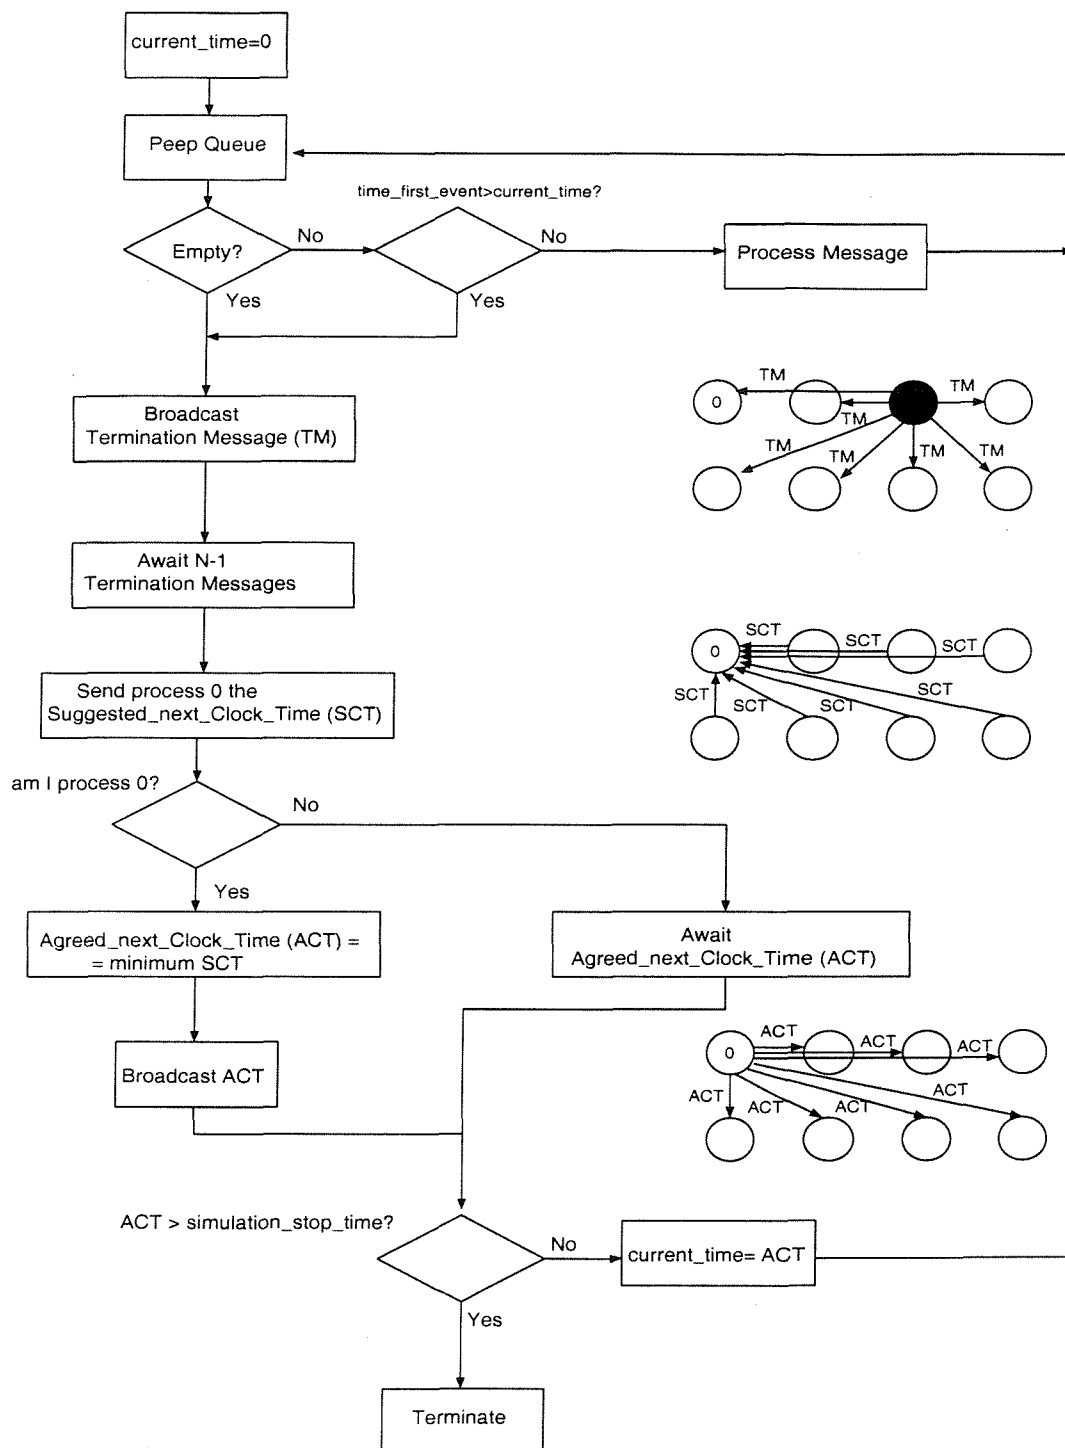 current_time=0
Peep Queue
time_first_event>current_time?
Empty?
No
No
Process Message
Yes
Yes
Broadcast
Termination Message (TM)
TM
TM
TM
TM
TM
TM
TM
0
Await N-1
Termination Messages
Send process 0 the
Suggested_next_Clock_Time (SCT)
SCT
SCT
SCT
0
SCT
SCT
SCT
SCT
am I process 0?
No
Yes
Agreed_next_Clock_Time (ACT) =
= minimum SCT
Await
Agreed_next_Clock_Time (ACT)
Broadcast ACT
ACT
ACT
ACT
0
ACT
ACT
ACT
ACT
ACT > simulation_stop_time?
No
current_time= ACT
Yes
Terminate